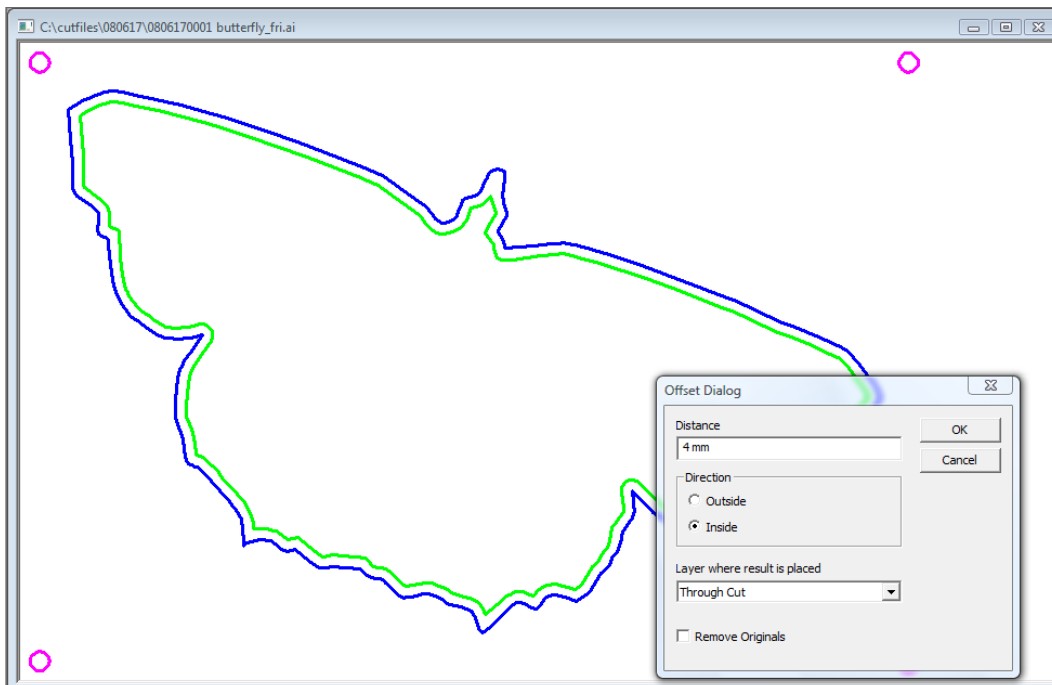 C:\cutfiles\080617\0806170001 butterfly_fri.ai
Offset Dialog
Distance
4 mm
OK
Cancel
Direction
Outside
Inside
Layer where result is placed
Through Cut
Remove Originals